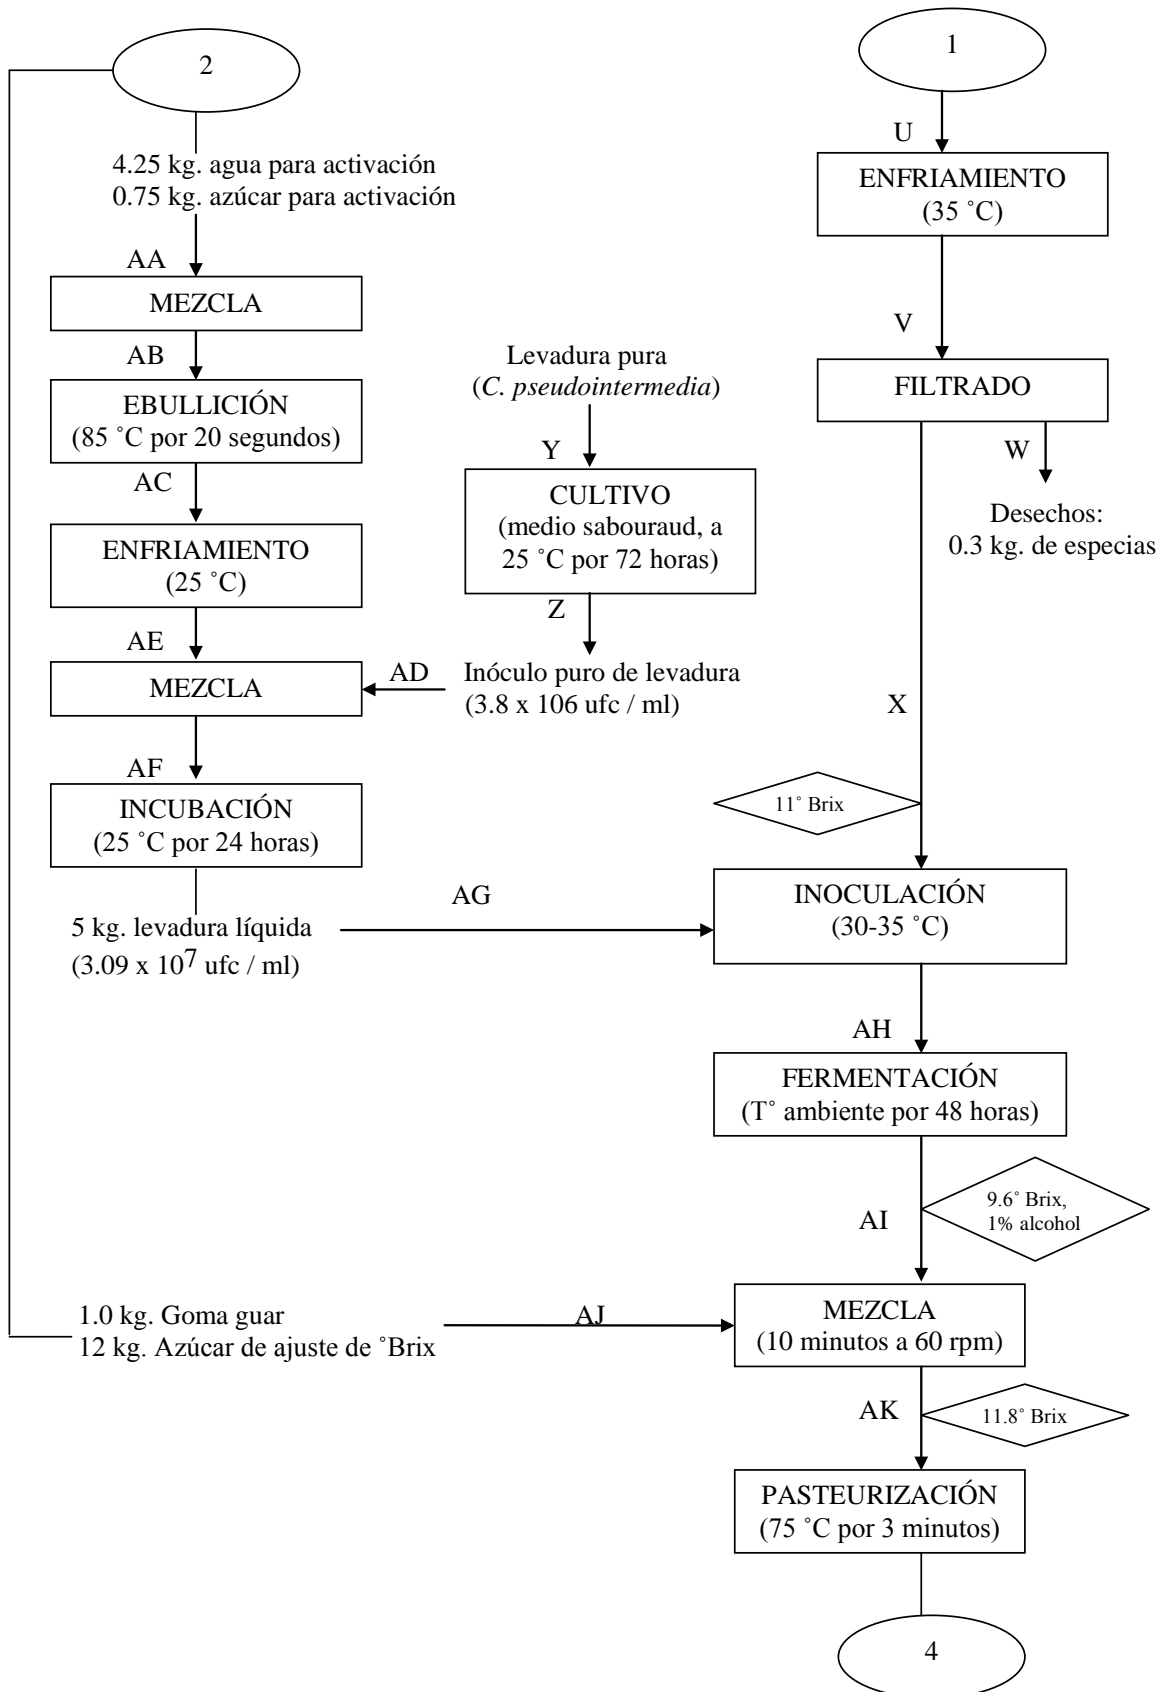 2
1
U
4.25 kg. agua para activación
0.75 kg. azúcar para activación
ENFRIAMIENTO
(35 ˚C)
AA
MEZCLA
V
AB
Levadura pura
(C. pseudointermedia)
FILTRADO
EBULLICIÓN
(85 ˚C por 20 segundos)
Y
W
AC
CULTIVO
(medio sabouraud, a
25 ˚C por 72 horas)
Desechos:
0.3 kg. de especias
ENFRIAMIENTO
(25 ˚C)
Z
AE
MEZCLA
AD
Inóculo puro de levadura
(3.8 x 106 ufc / ml)
X
AF
INCUBACIÓN
(25 ˚C por 24 horas)
11˚ Brix
AG
INOCULACIÓN
(30-35 ˚C)
5 kg. levadura líquida
(3.09 x 10⁷ ufc / ml)
AH
FERMENTACIÓN
(T˚ ambiente por 48 horas)
9.6˚ Brix,
1% alcohol
AI
1.0 kg. Goma guar
12 kg. Azúcar de ajuste de ˚Brix
AJ
MEZCLA
(10 minutos a 60 rpm)
AK
11.8˚ Brix
PASTEURIZACIÓN
(75 ˚C por 3 minutos)
4